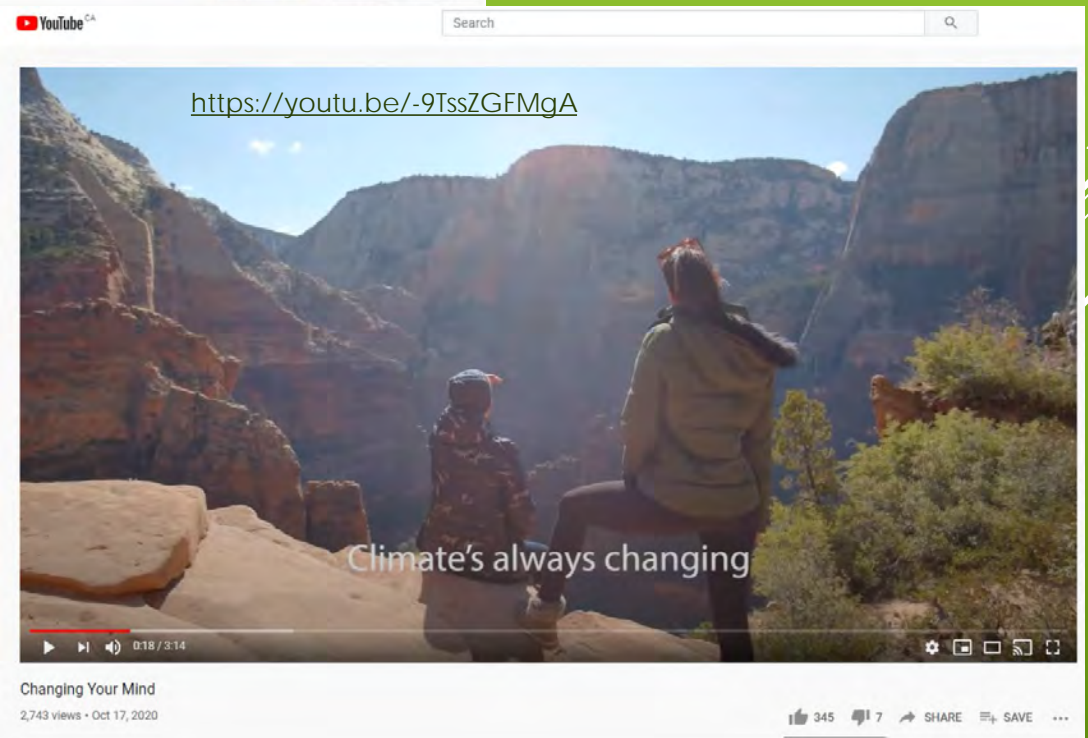 YouTube CA
Search
https://youtu.be/-9TssZGFMgA
Climate's always changing
0:18 / 3:14
Changing Your Mind
2,743 views • Oct 17, 2020
345 7 SHARE SAVE